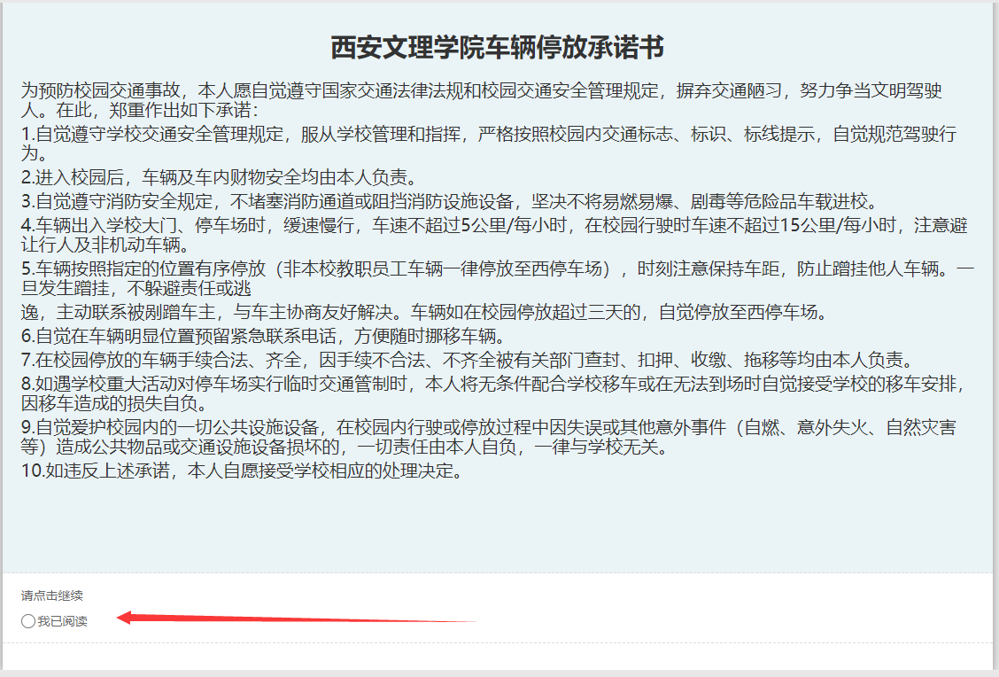 西安文理学院车辆停放承诺书
为预防校园交通事故，本人愿自觉遵守国家交通法律法规和校园交通安全管理规定，摒弃交通陋习，努力争当文明驾驶
人。在此，郑重作出如下承诺：
1.自觉遵守学校交通安全管理规定，服从学校管理和指挥，严格按照校园内交通标志、标识、标线提示，自觉规范驾驶行
为。
2.进入校园后，车辆及车内财物安全均由本人负责。
3.自觉遵守消防安全规定，不堵塞消防通道或阻挡消防设施设备，坚决不将易燃易爆、剧毒等危险品车载进校。
4.车辆出入学校大门、停车场时，缓速慢行，车速不超过5公里/每小时，在校园行驶时车速不超过15公里/每小时，注意避
让行人及非机动车辆。
5.车辆按照指定的位置有序停放（非本校教职员工车辆一律停放至西停车场），时刻注意保持车距，防止蹭挂他人车辆。一
旦发生蹭挂，不躲避责任或逃
逸，主动联系被剐蹭车主，与车主协商友好解决。车辆如在校园停放超过三天的，自觉停放至西停车场。
6.自觉在车辆明显位置预留紧急联系电话，方便随时挪移车辆。
7.在校园停放的车辆手续合法、齐全，因手续不合法、不齐全被有关部门查封、扣押、收缴、拖移等均由本人负责。
8.如遇学校重大活动对停车场实行临时交通管制时，本人将无条件配合学校移车或在无法到场时自觉接受学校的移车安排，
因移车造成的损失自负。
9.自觉爱护校园内的一切公共设施设备，在校园内行驶或停放过程中因失误或其他意外事件（自燃、意外失火、自然灾害
等）造成公共物品或交通设施设备损坏的，一切责任由本人自负，一律与学校无关。
10.如违反上述承诺，本人自愿接受学校相应的处理决定。
请点击继续
我已阅读